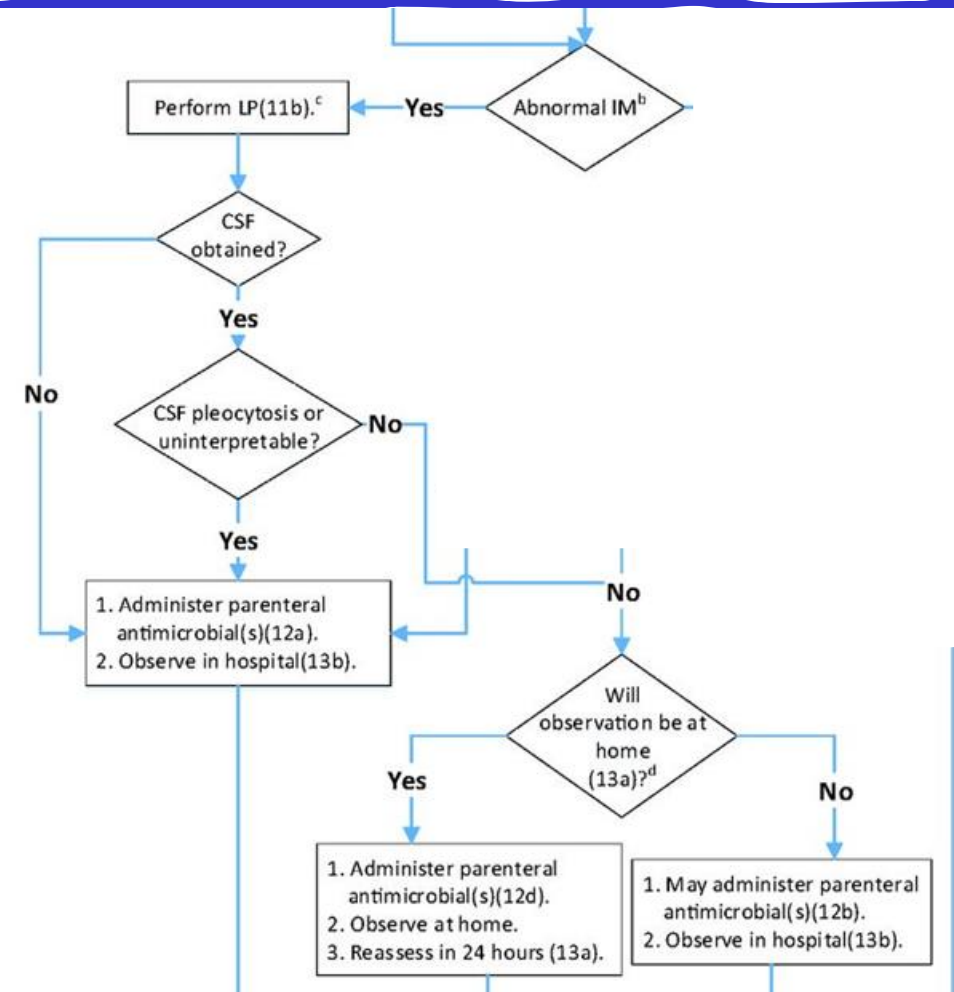 Abnormal IMᵇ
Yes
Perform LP(11b).ᶜ
CSF
obtained?
Yes
No
CSF pleocytosis or
uninterpretable?
No
Yes
1. Administer parenteral
antimicrobial(s)(12a).
2. Observe in hospital(13b).
No
Will
observation be at
home
(13a)?ᵈ
Yes
No
1. Administer parenteral
antimicrobial(s)(12d).
2. Observe at home.
3. Reassess in 24 hours (13a).
1. May administer parenteral
antimicrobial(s)(12b).
2. Observe in hospital(13b).